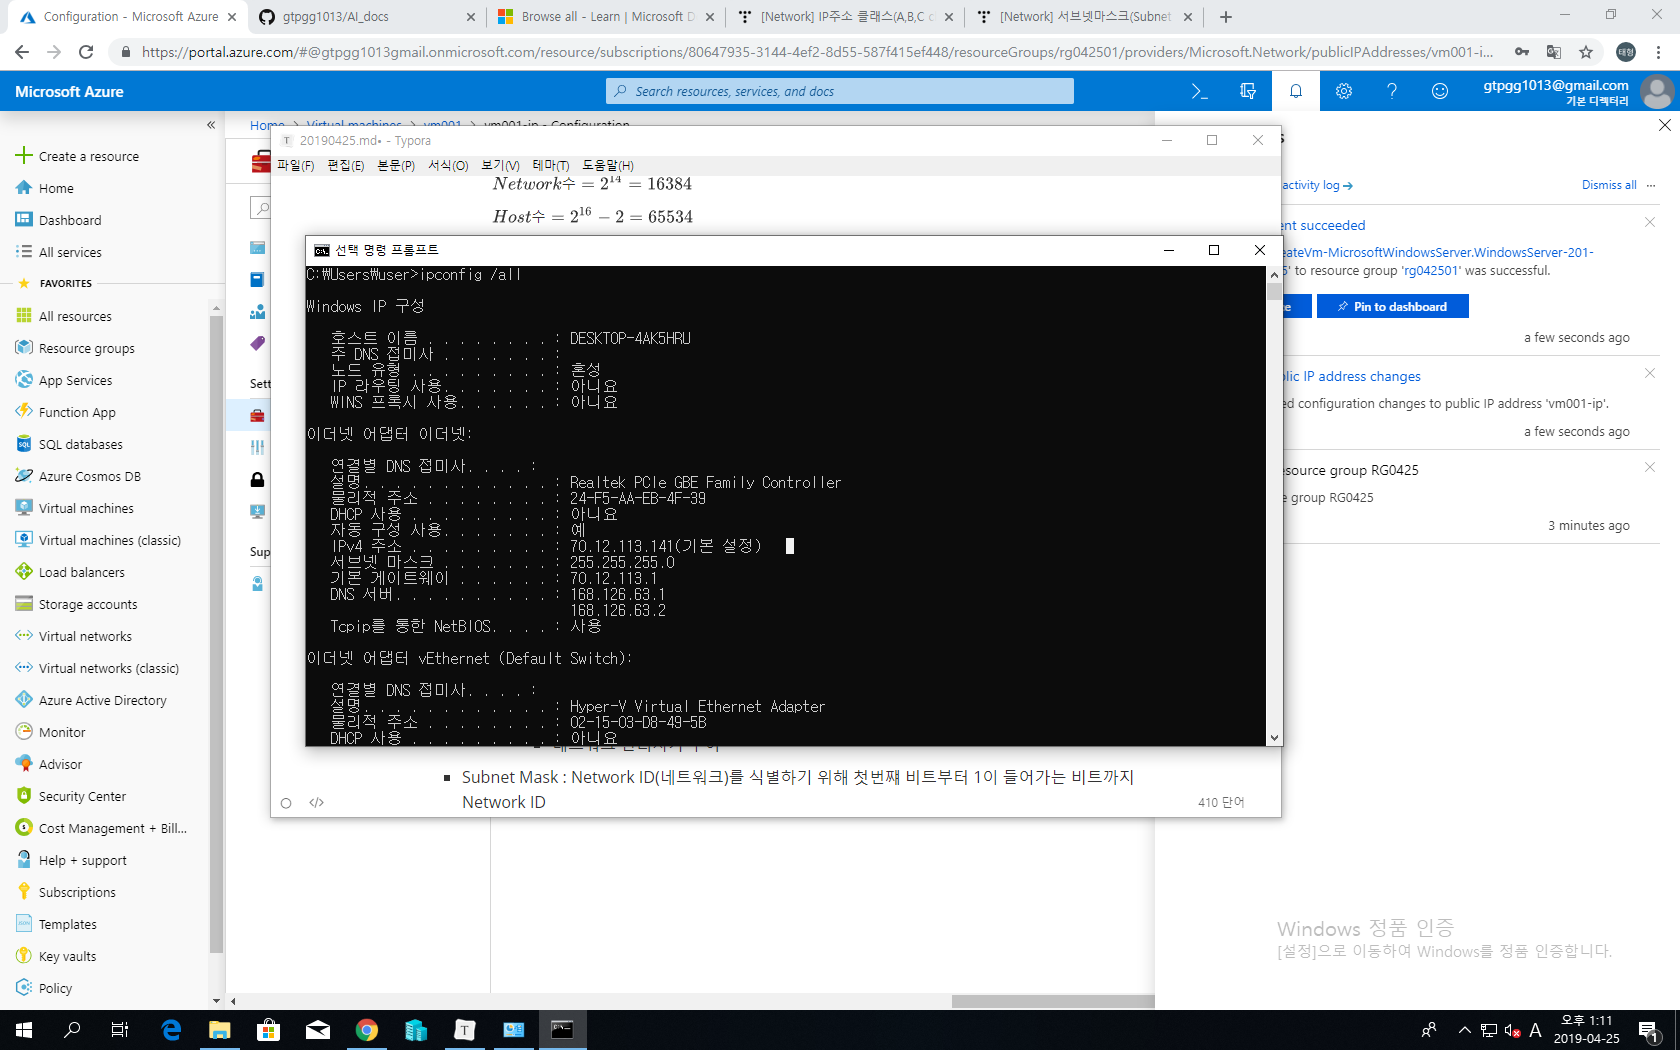 Configuration - Microsoft Azure
gtpgg1013/AI_docs
Browse all - Learn | Microsoft D
[Network] IP주소 클래스(A,B,C
[Network] 서브넷마스크(Subnet
https://portal.azure.com/#@gtpgg1013gmail.onmicrosoft.com/resource/subscriptions/80647935-3144-4ef2-8d55-587f415ef448/resourceGroups/rg042501/providers/Microsoft.Network/publicIPAddresses/vm001-i...
태형
Microsoft Azure
Search resources, services, and docs
gtpgg1013@gmail.com
기본 디렉터리
Create a resource
Home
Dashboard
All services
FAVORITES
All resources
Resource groups
App Services
Function App
SQL databases
Azure Cosmos DB
Virtual machines
Virtual machines (classic)
Load balancers
Storage accounts
Virtual networks
Virtual networks (classic)
Azure Active Directory
Monitor
Advisor
Security Center
Cost Management + Bill...
Help + support
Subscriptions
Templates
Key vaults
Policy
Home > Virtual machines > vm001 > vm001-ip - Configuration
Sett
Sup
20190425.md• - Typora
파일(F) 편집(E) 본문(P) 서식(O) 보기(V) 테마(T) 도움말(H)
Network수 = 2^14 = 16384
Host수 = 2^16 − 2 = 65534
선택 명령 프롬프트
C:\Users\user>ipconfig /all
Windows IP 구성
호스트 이름 . . . . . . . . : DESKTOP-4AK5HRU
주 DNS 접미사 . . . . . . . :
노드 유형 . . . . . . . . . : 혼성
IP 라우팅 사용. . . . . . . : 아니요
WINS 프록시 사용. . . . . . : 아니요
이더넷 어댑터 이더넷:
연결별 DNS 접미사. . . . :
설명. . . . . . . . . . . . : Realtek PCIe GBE Family Controller
물리적 주소 . . . . . . . . : 24-F5-AA-EB-4F-39
DHCP 사용 . . . . . . . . . : 아니요
자동 구성 사용. . . . . . . : 예
IPv4 주소 . . . . . . . . . : 70.12.113.141(기본 설정)
서브넷 마스크 . . . . . . . : 255.255.255.0
기본 게이트웨이 . . . . . . : 70.12.113.1
DNS 서버. . . . . . . . . . : 168.126.63.1
168.126.63.2
Tcpip를 통한 NetBIOS. . . . : 사용
이더넷 어댑터 vEthernet (Default Switch):
연결별 DNS 접미사. . . . :
설명. . . . . . . . . . . . : Hyper-V Virtual Ethernet Adapter
물리적 주소 . . . . . . . . : 02-15-03-D8-49-5B
DHCP 사용 . . . . . . . . . : 아니요
Subnet Mask : Network ID(네트워크)를 식별하기 위해 첫번째 비트부터 1이 들어가는 비트까지
Network ID
410 단어
s
activity log →
Dismiss all ...
ent succeeded
eateVm-MicrosoftWindowsServer.WindowsServer-201-
' to resource group 'rg042501' was successful.
ce
Pin to dashboard
a few seconds ago
lic IP address changes
ed configuration changes to public IP address 'vm001-ip'.
a few seconds ago
esource group RG0425
e group RG0425
3 minutes ago
Windows 정품 인증
[설정]으로 이동하여 Windows를 정품 인증합니다.
A
오후 1:11
2019-04-25
1